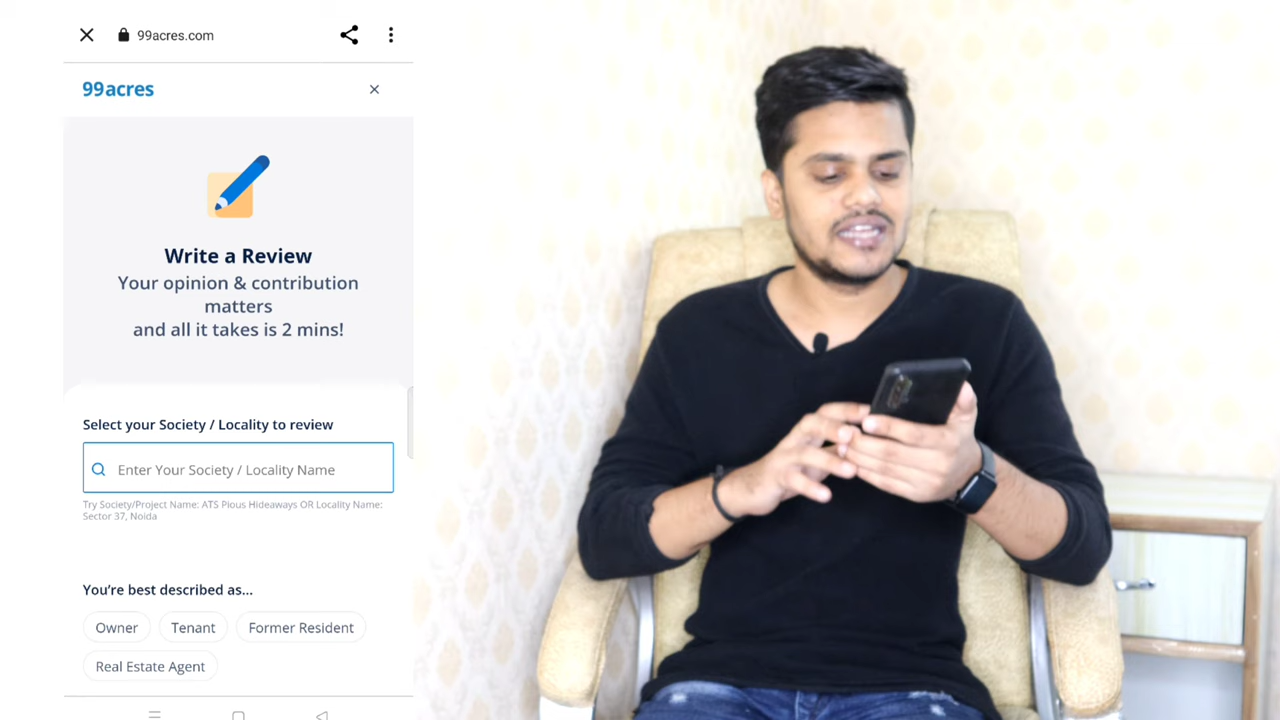 99acres.com
99acres
Write a Review
Your opinion & contribution
matters
and all it takes is 2 mins!
Select your Society / Locality to review
Enter Your Society / Locality Name
Try Society/Project Name: ATS Pious Hideaways OR Locality Name:
Sector 37, Noida
You're best described as...
Owner Tenant Former Resident
Real Estate Agent